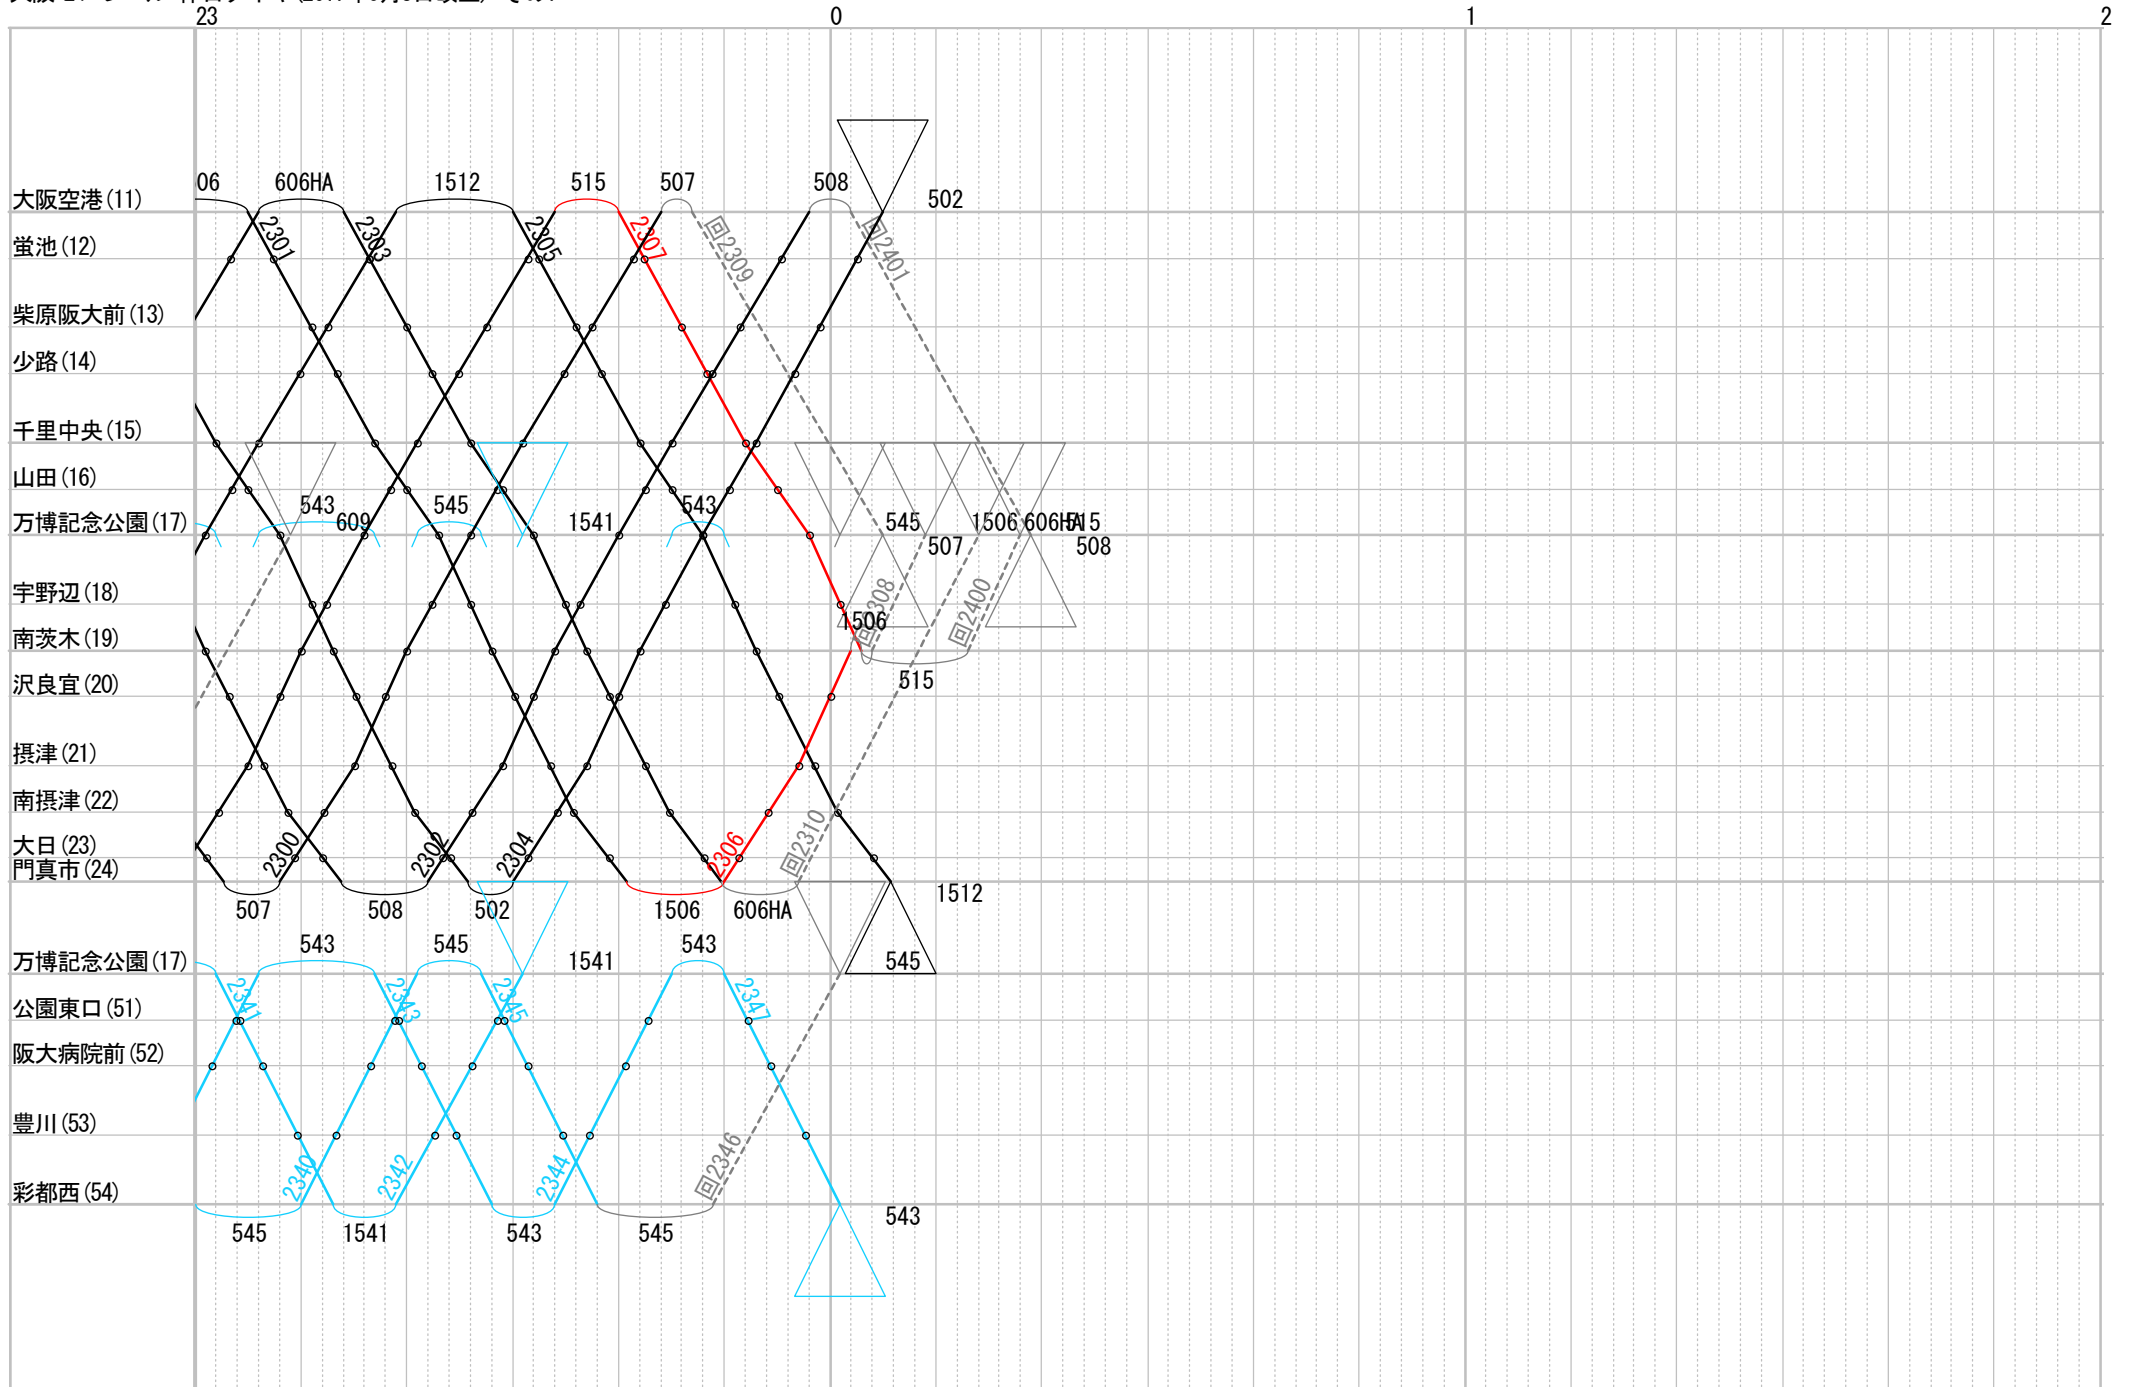 23 0 1 2
06 606HA 1512 515 507 508
大阪空港(11) 502
2301 2303 2305 2307 回2309 回2401
蛍池(12)
柴原阪大前(13)
少路(14)
千里中央(15)
山田(16)
543 545 543
万博記念公園(17) 609 1541 545 1506 606HA 515
507 508
宇野辺(18)
回2308 回2400
1506
南茨木(19)
沢良宜(20) 515
摂津(21)
南摂津(22)
大日(23)
2300 2302 2304 2306 回2310
門真市(24)
507 508 502 1506 606HA 1512
543 545 543
万博記念公園(17) 1541 545
2341 2343 2345 2347
公園東口(51)
阪大病院前(52)
豊川(53)
2340 2342 2344 回2346
彩都西(54)
545 1541 543 545 543